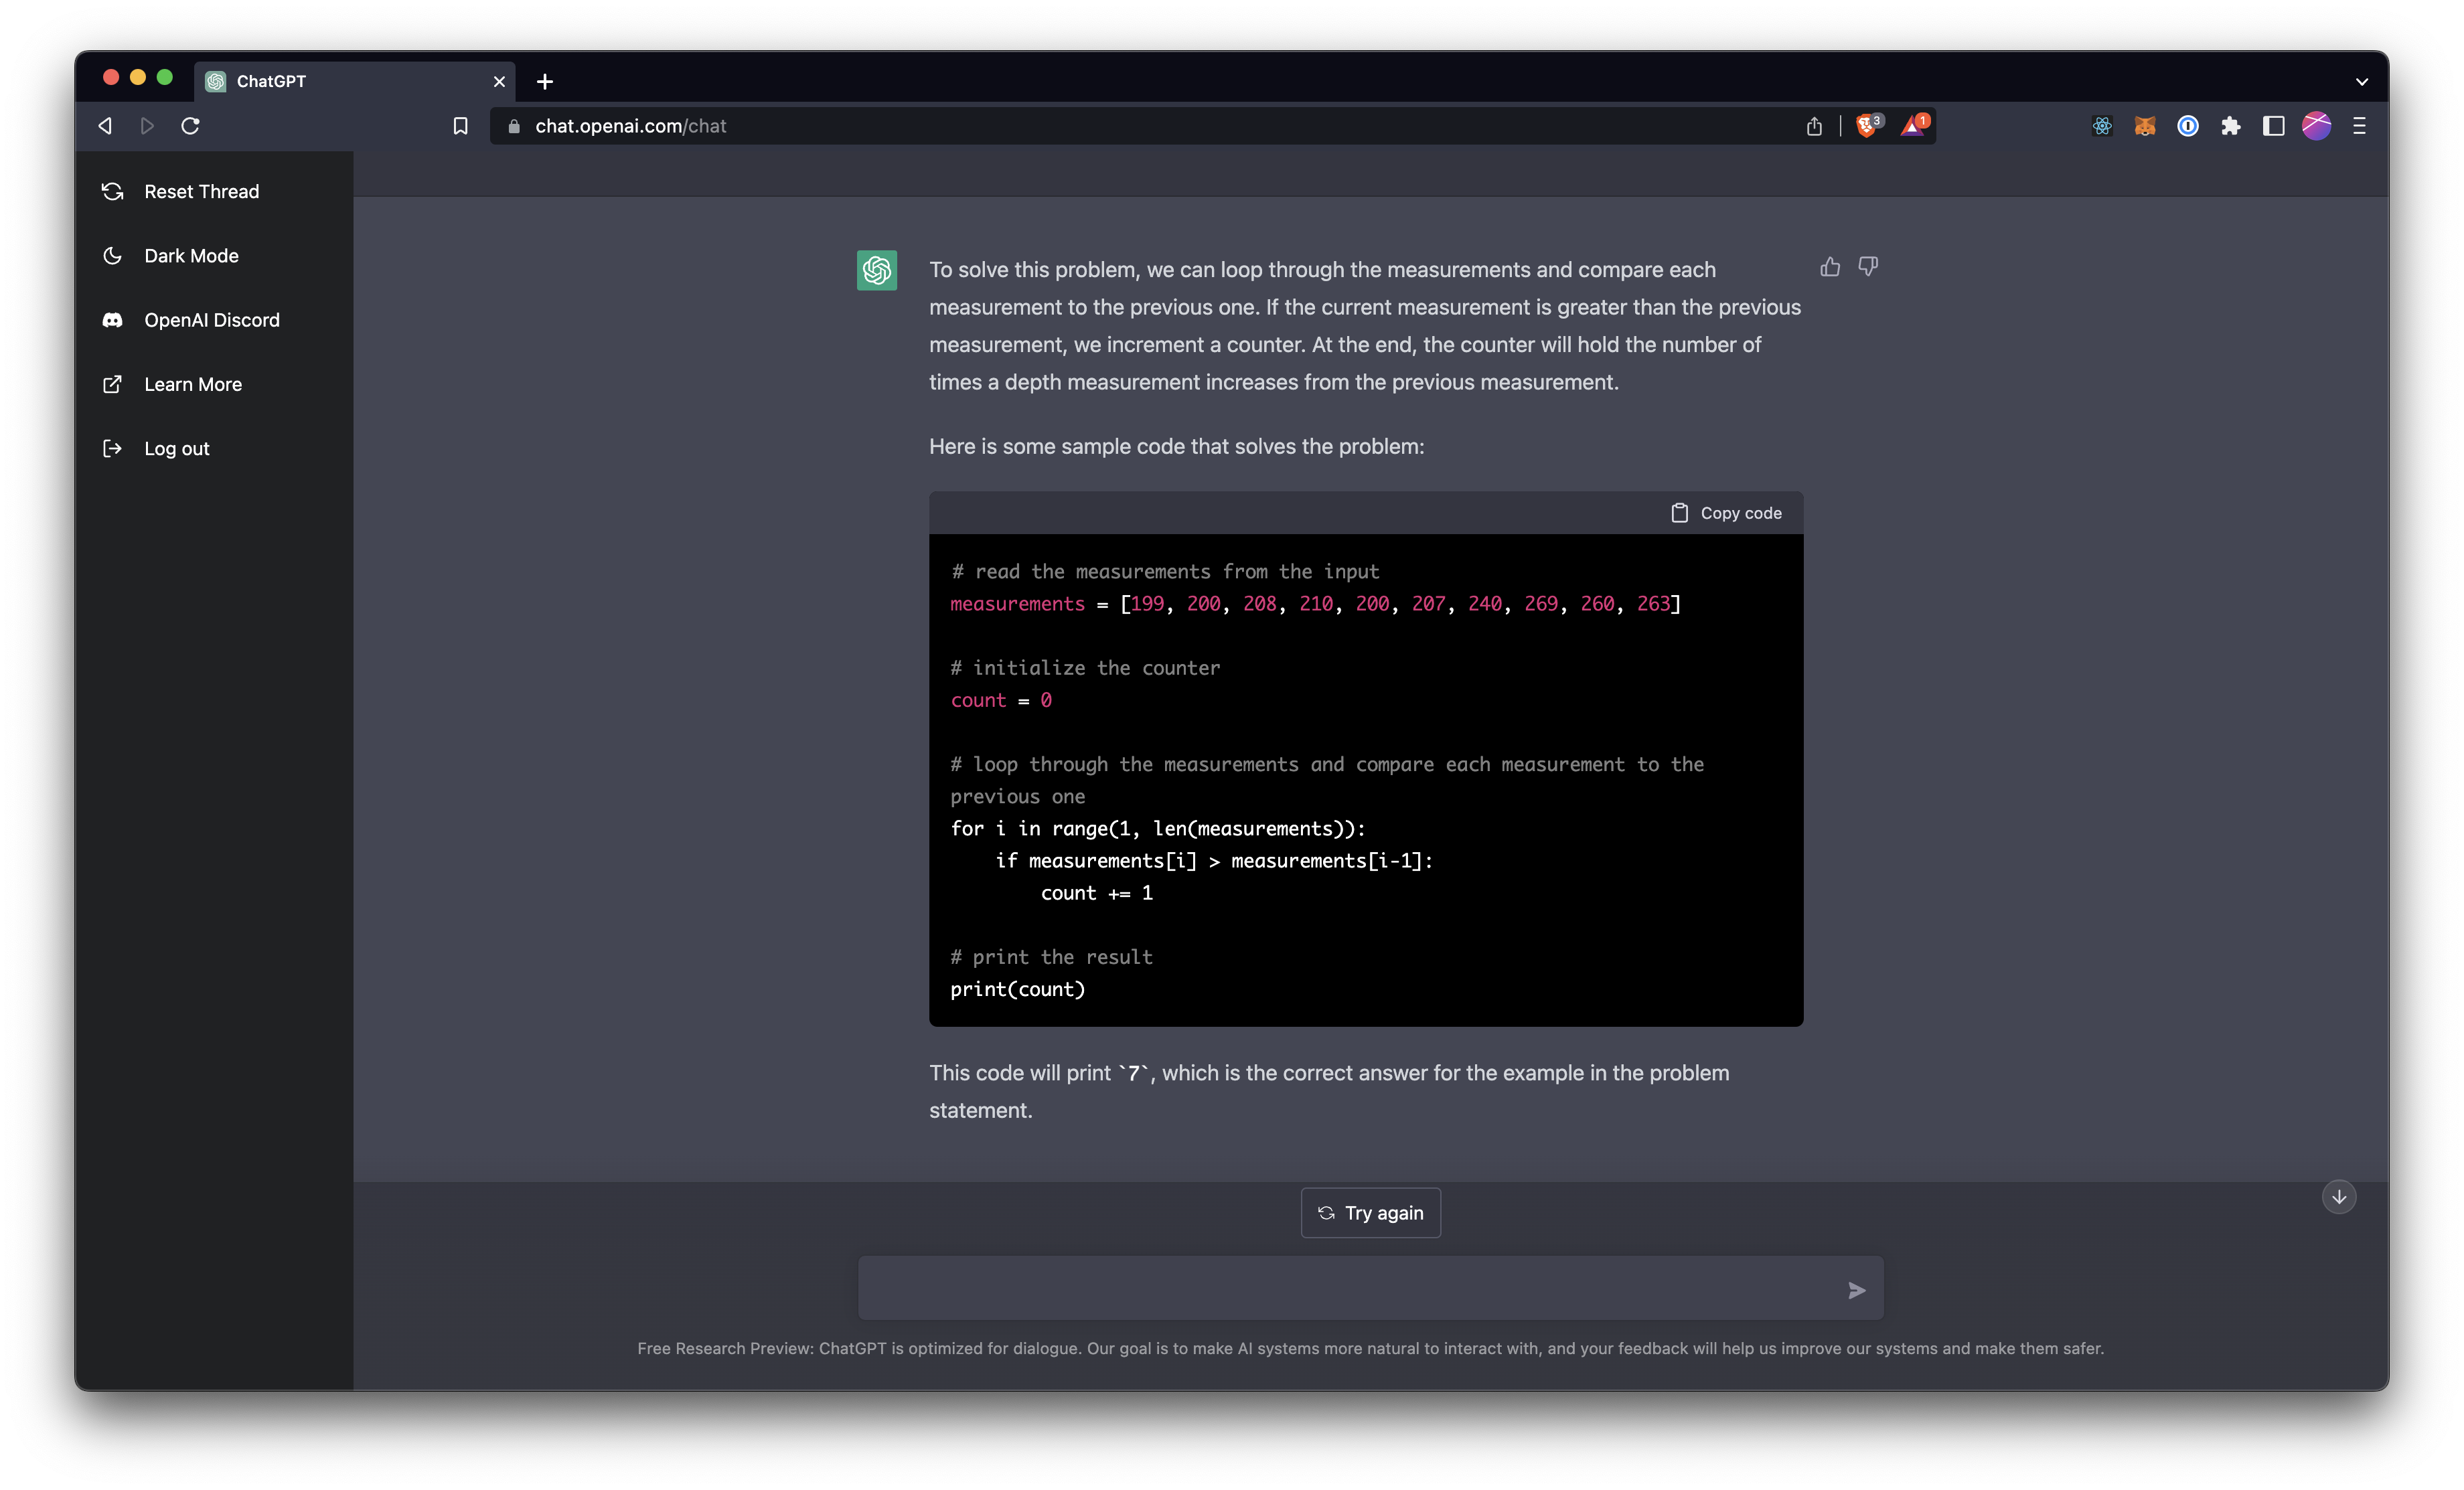 ChatGPT
chat.openai.com/chat
3
1
Reset Thread
Dark Mode
OpenAI Discord
Learn More
Log out
To solve this problem, we can loop through the measurements and compare each
measurement to the previous one. If the current measurement is greater than the previous
measurement, we increment a counter. At the end, the counter will hold the number of
times a depth measurement increases from the previous measurement.
Here is some sample code that solves the problem:
Copy code
# read the measurements from the input
measurements = [199, 200, 208, 210, 200, 207, 240, 269, 260, 263]
# initialize the counter
count = 0
# loop through the measurements and compare each measurement to the
previous one
for i in range(1, len(measurements)):
    if measurements[i] > measurements[i-1]:
        count += 1
# print the result
print(count)
This code will print `7`, which is the correct answer for the example in the problem
statement.
Try again
Free Research Preview: ChatGPT is optimized for dialogue. Our goal is to make AI systems more natural to interact with, and your feedback will help us improve our systems and make them safer.